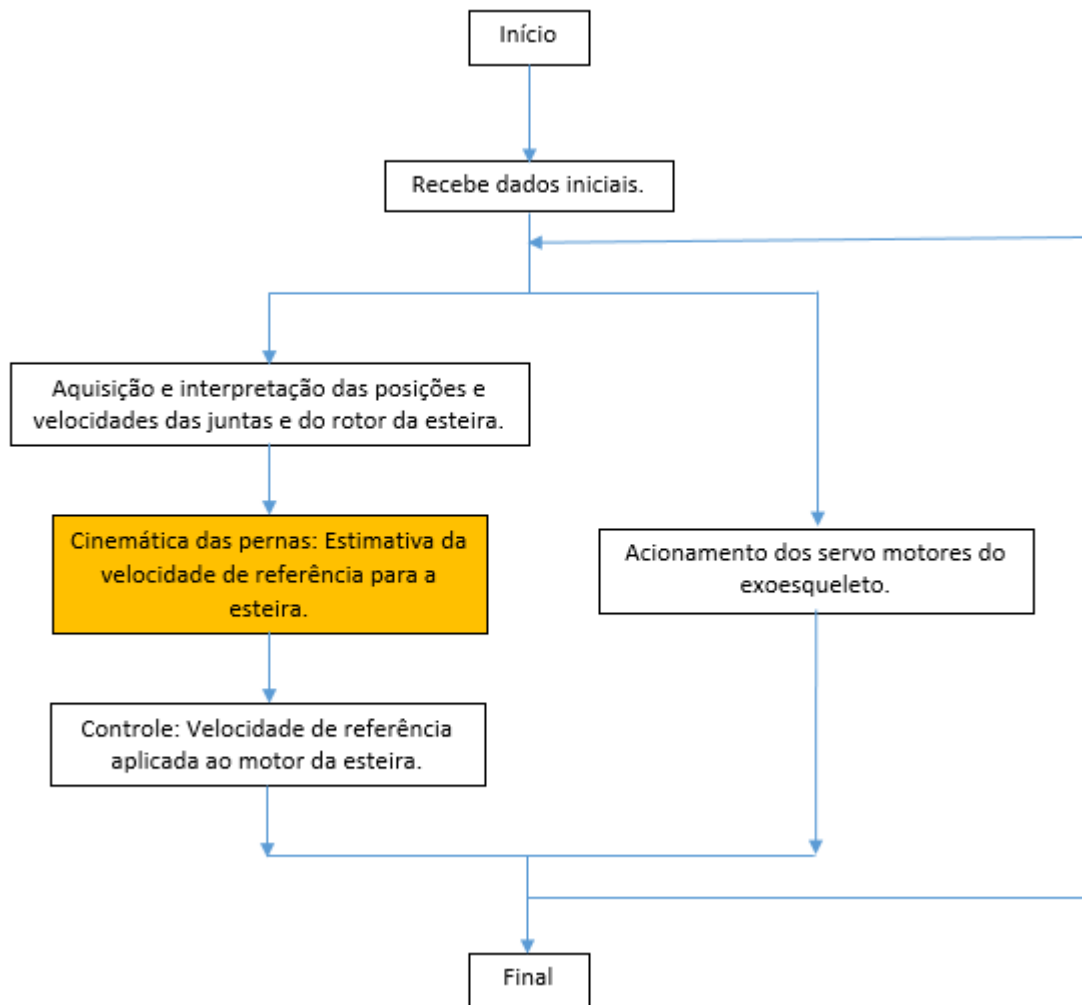 Início
Recebe dados iniciais.
Aquisição e interpretação das posições e
velocidades das juntas e do rotor da esteira.
Cinemática das pernas: Estimativa da
velocidade de referência para a
esteira.
Acionamento dos servo motores do
exoesqueleto.
Controle: Velocidade de referência
aplicada ao motor da esteira.
Final